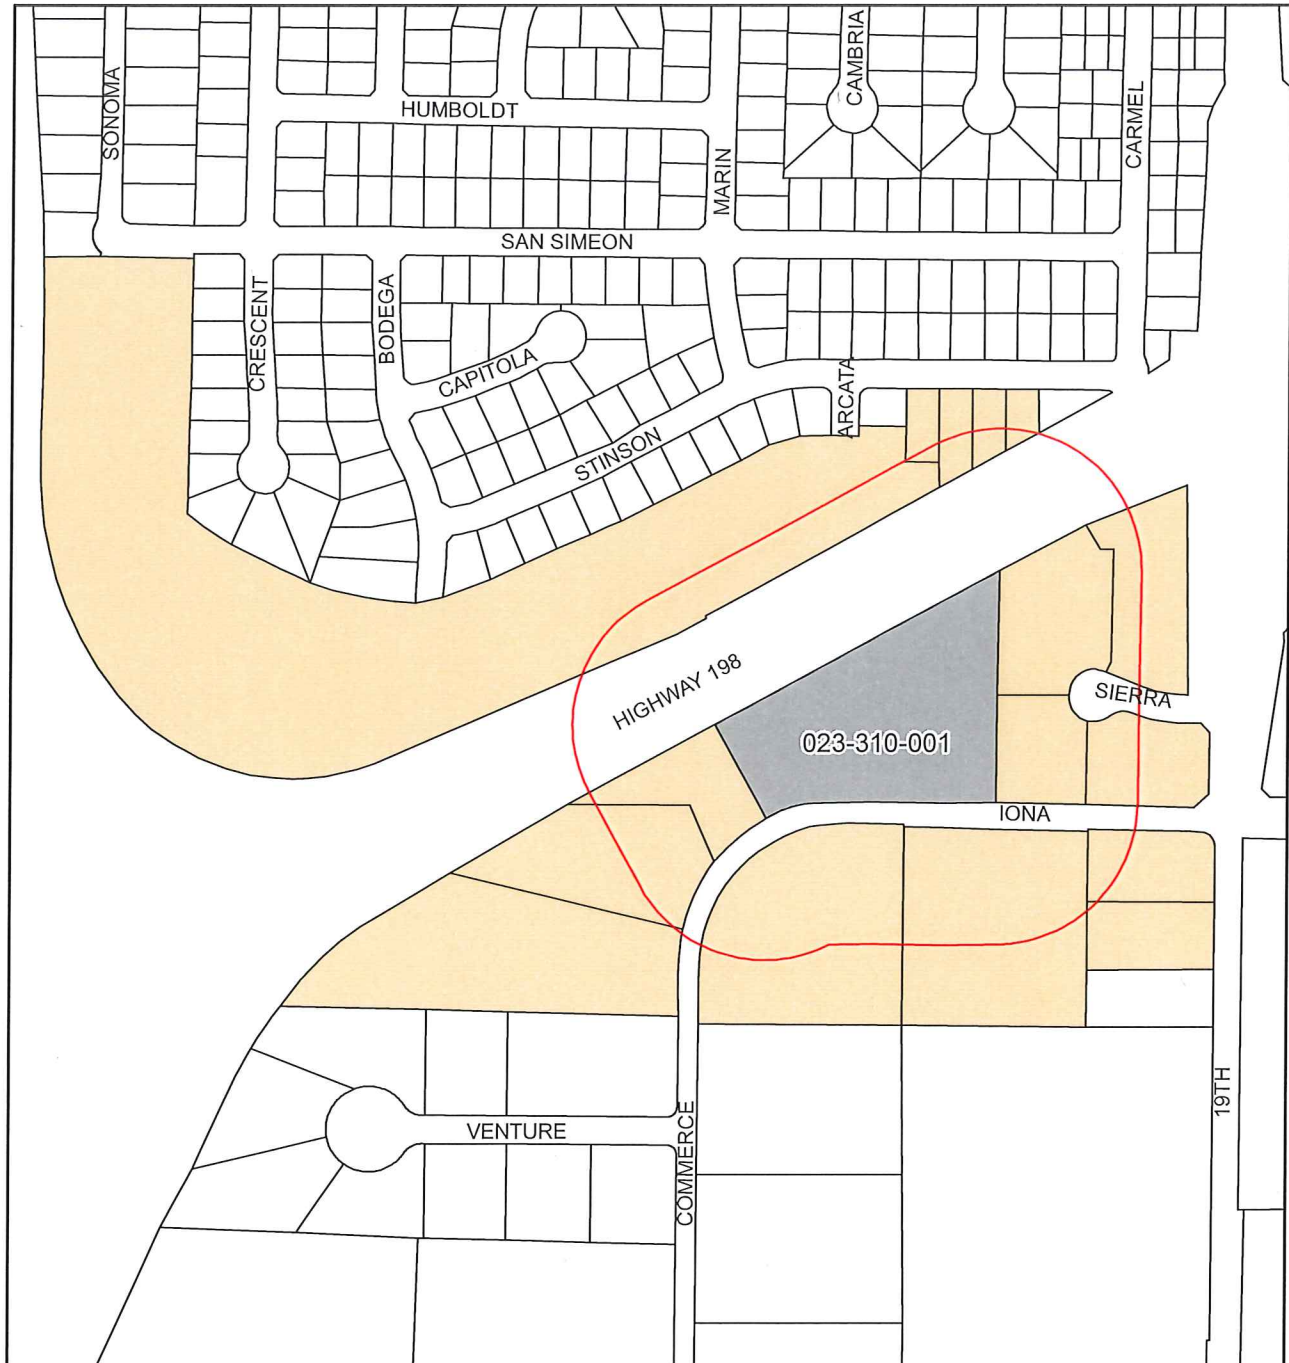 SONOMA
HUMBOLDT
CAMBRIA
CARMEL
MARIN
SAN SIMEON
CRESCENT
BODEGA
CAPITOLA
ARCATA
STINSON
HIGHWAY 198
SIERRA
023-310-001
IONA
VENTURE
COMMERCE
19TH